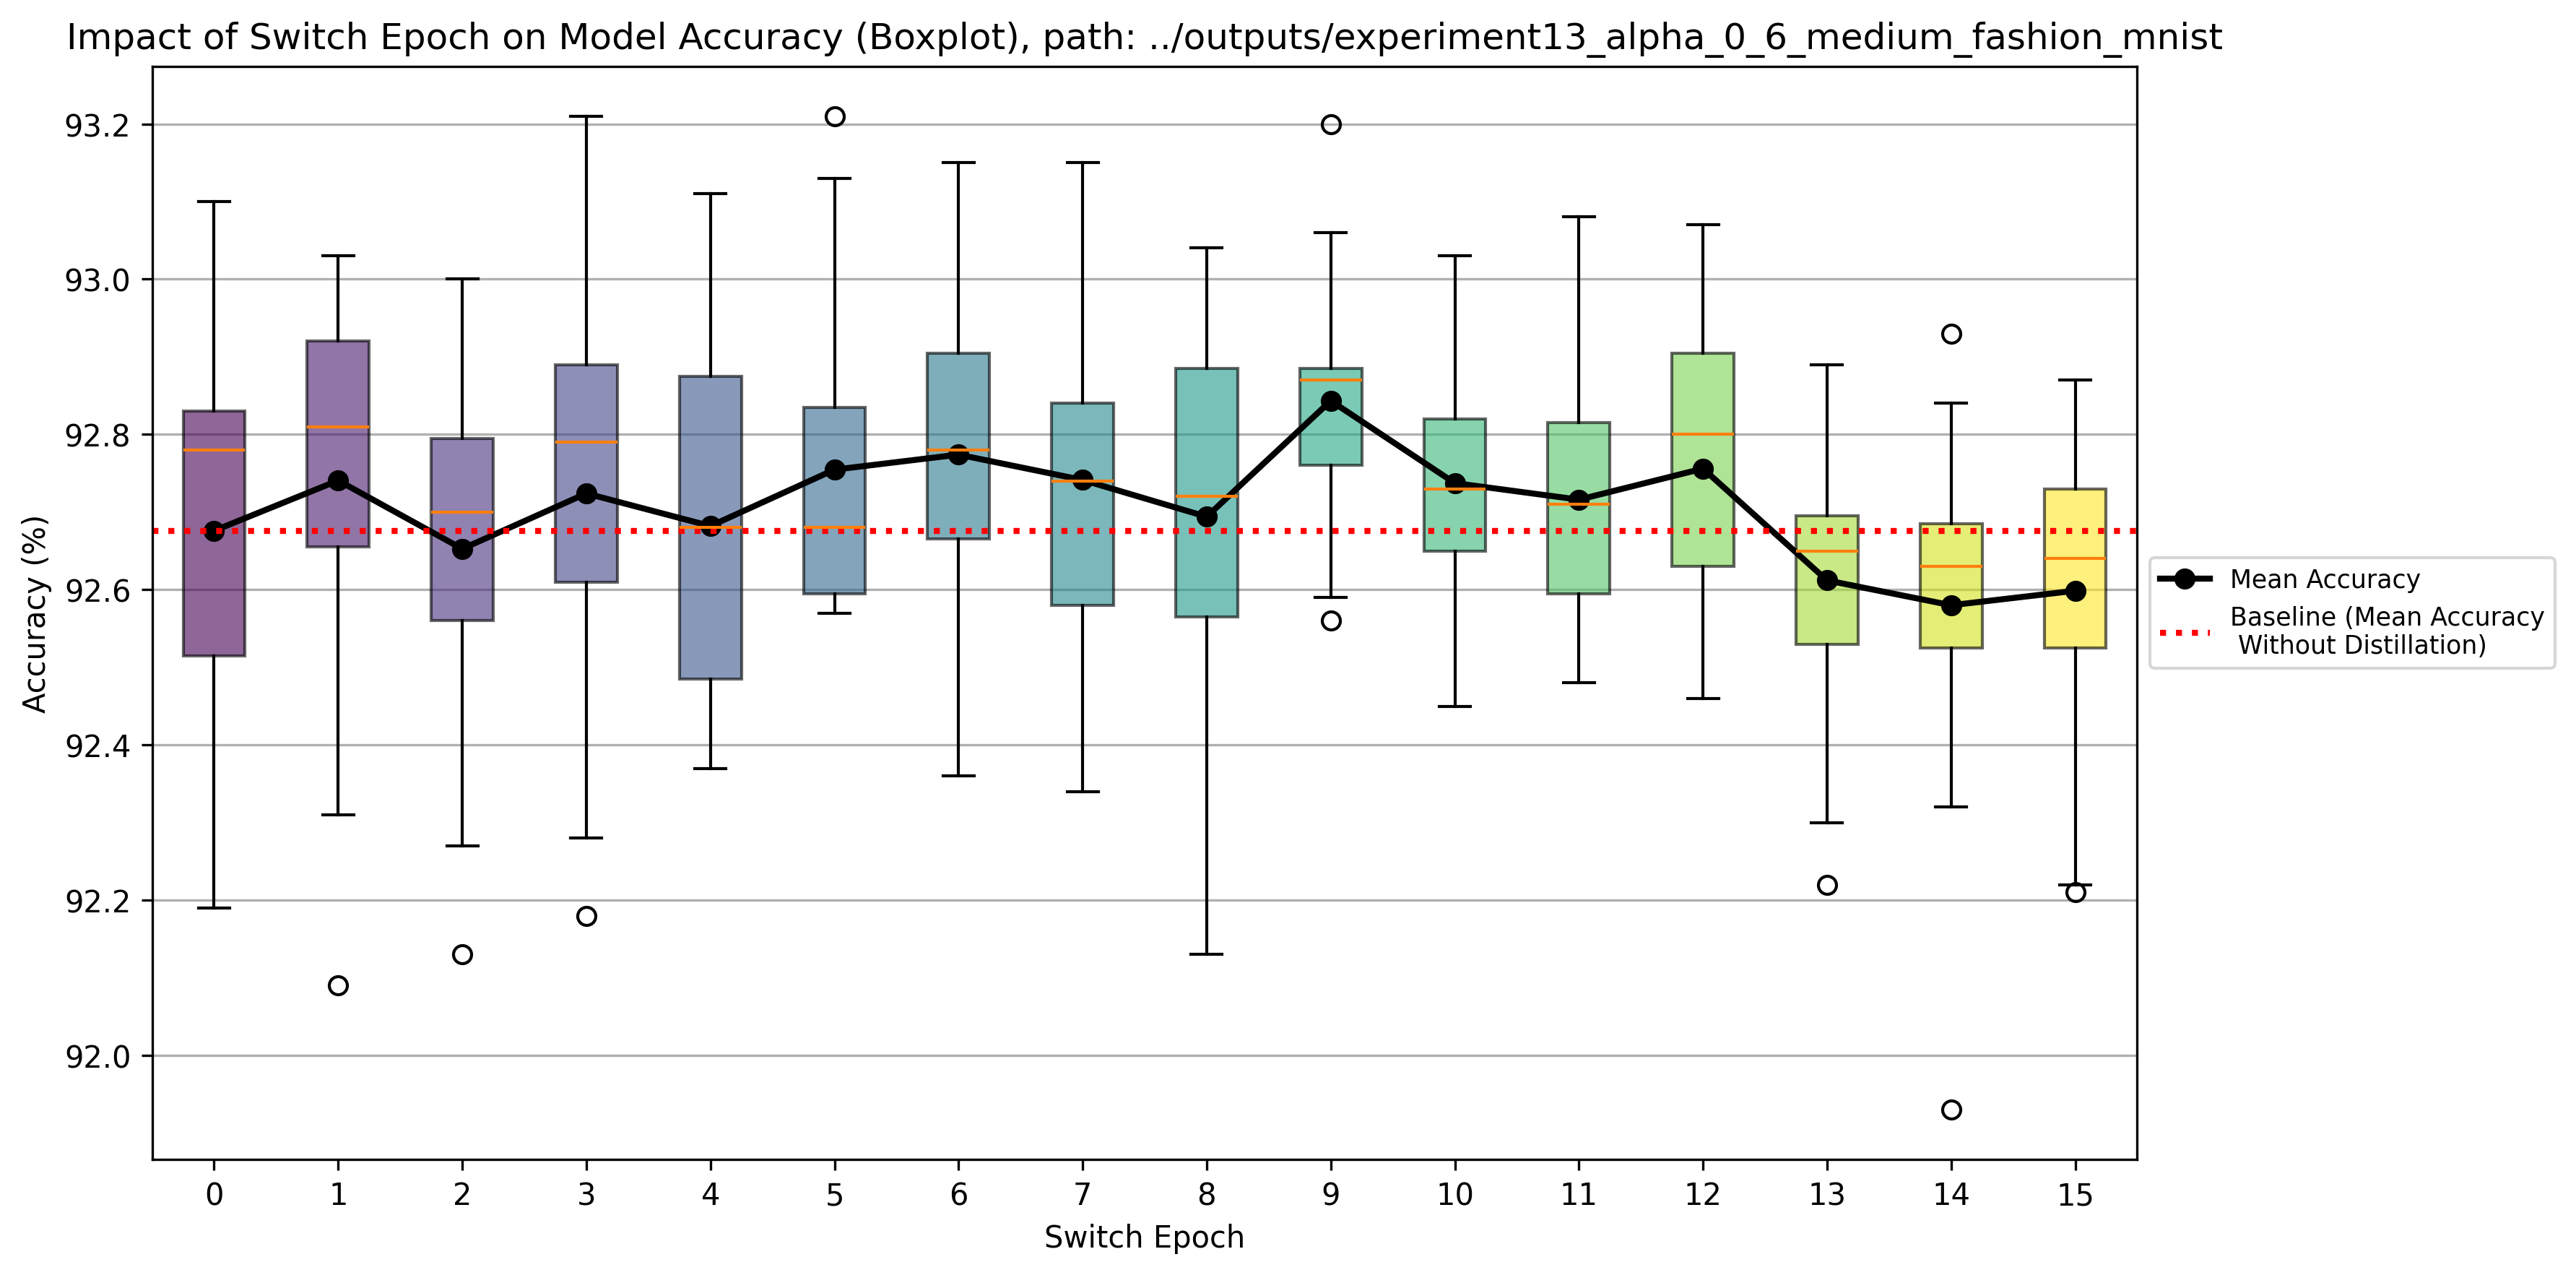 Impact of Switch Epoch on Model Accuracy (Boxplot), path: ../outputs/experiment13_alpha_0_6_medium_fashion_mnist
Accuracy (%)
93.2
93.0
92.8
92.6
92.4
92.2
92.0
0 1 2 3 4 5 6 7 8 9 10 11 12 13 14 15
Switch Epoch
Mean Accuracy
Baseline (Mean Accuracy
Without Distillation)